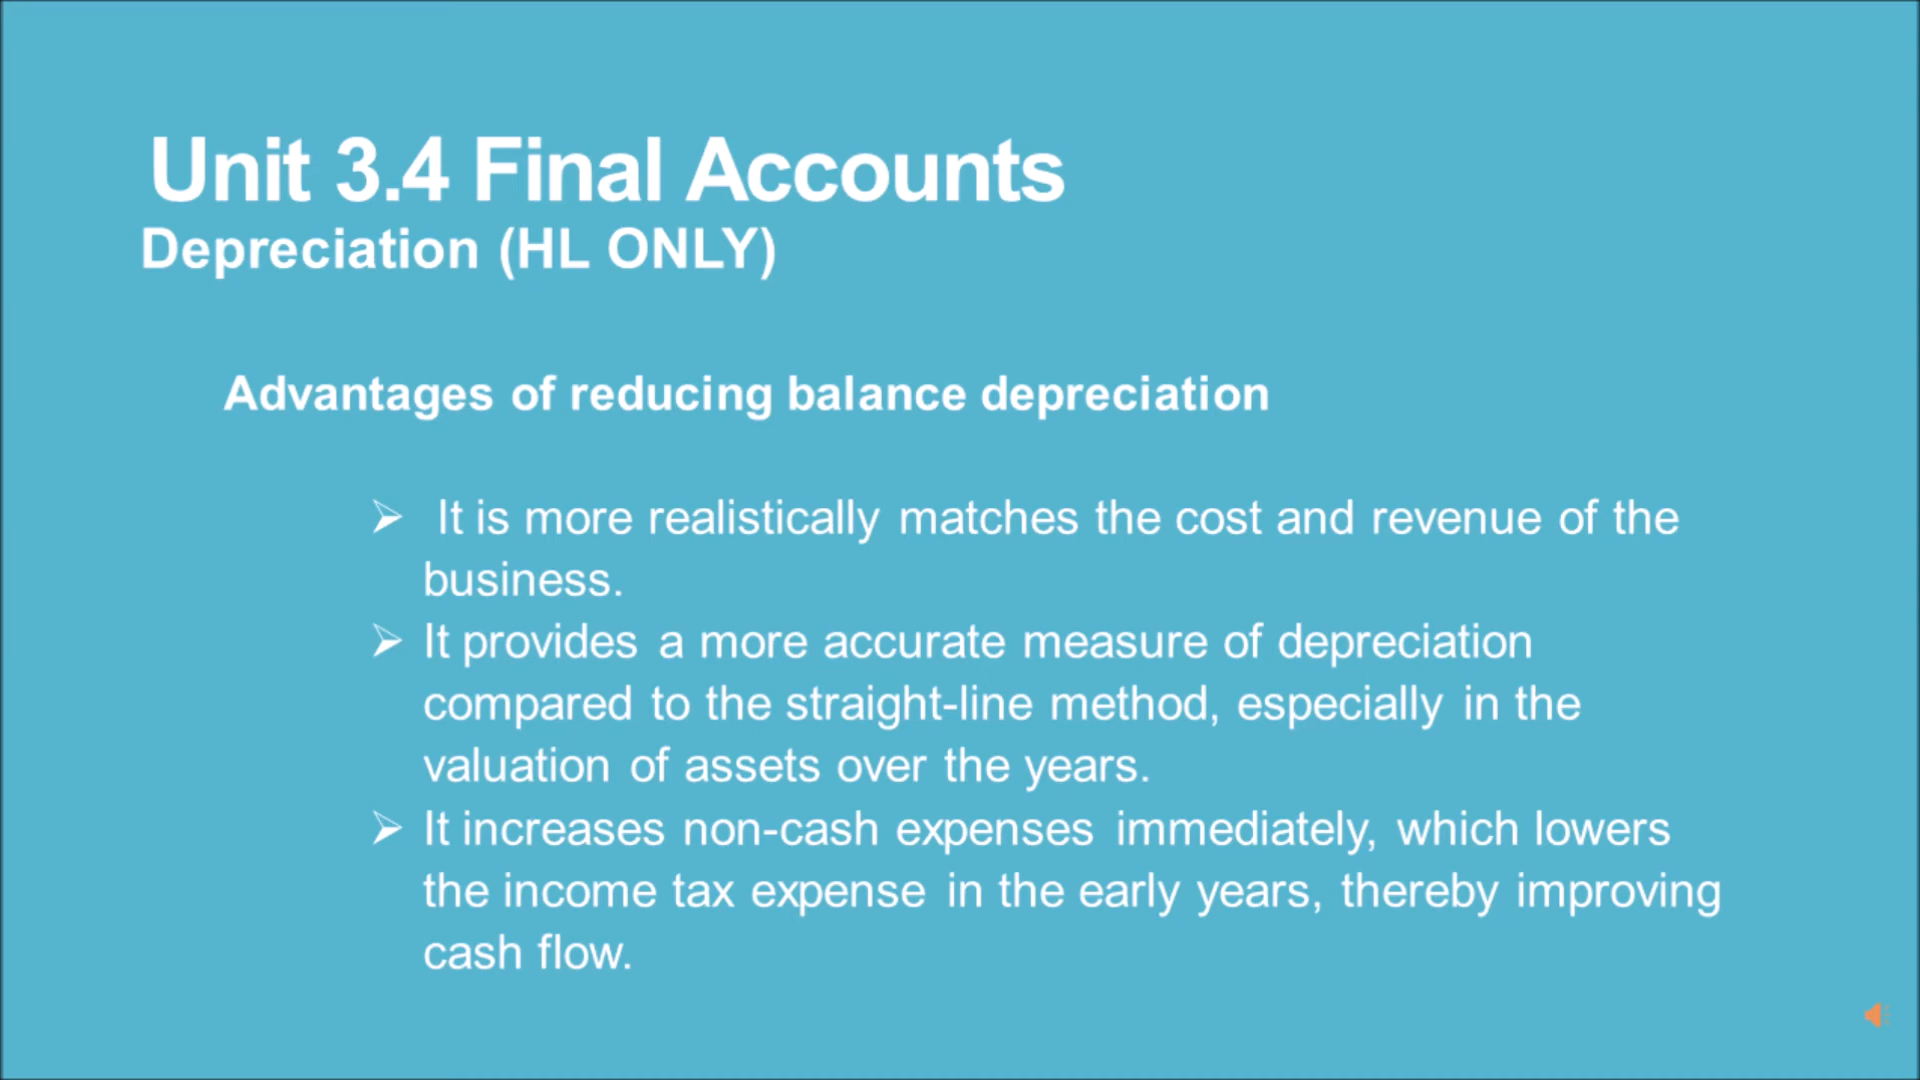 Unit 3.4 Final Accounts
Depreciation (HL ONLY)
Advantages of reducing balance depreciation
➢ It is more realistically matches the cost and revenue of the
business.
➢ It provides a more accurate measure of depreciation
compared to the straight-line method, especially in the
valuation of assets over the years.
➢ It increases non-cash expenses immediately, which lowers
the income tax expense in the early years, thereby improving
cash flow.